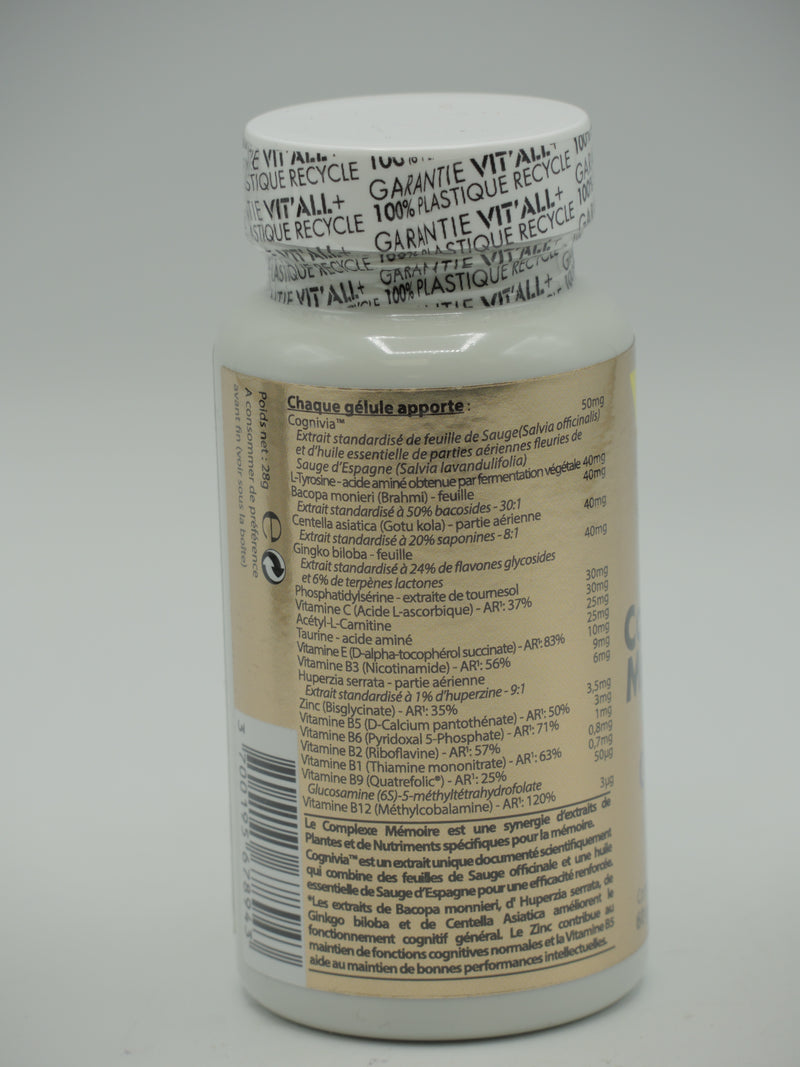 VIT'ALL+
GARANTIE VIT'ALL+
STIQUE RECYCLE
100% PLASTIQUE RECYCLE
VIT'ALL+
GARANTIE VIT'ALL+
RECYCLE
100% PLASTIQUE RECYCLE
VIT'ALL+
Poids net : 28g
A consommer de préférence
avant fin (voir sous la boîte)
e
Chaque gélule apporte :
Cognivia™ 50mg
Extrait standardisé de feuille de Sauge(Salvia officinalis)
et d'huile essentielle de parties aériennes fleuries de
Sauge d'Espagne (Salvia lavandulifolia)
L-Tyrosine - acide aminé obtenue par fermentation végétale 40mg
Bacopa monieri (Brahmi) - feuille 40mg
Extrait standardisé à 50% bacosides - 30:1
Centella asiatica (Gotu kola) - partie aérienne 40mg
Extrait standardisé à 20% saponines - 8:1
Gingko biloba - feuille 40mg
Extrait standardisé à 24% de flavones glycosides
et 6% de terpènes lactones
Phosphatidylsérine - extraite de tournesol 30mg
Vitamine C (Acide L-ascorbique) - AR¹: 37% 30mg
Acétyl-L-Carnitine 25mg
Taurine - acide aminé 25mg
Vitamine E (D-alpha-tocophérol succinate) - AR¹: 83% 10mg
Vitamine B3 (Nicotinamide) - AR¹: 56% 9mg
Huperzia serrata - partie aérienne 6mg
Extrait standardisé à 1% d'huperzine - 9:1
Zinc (Bisglycinate) - AR¹: 35% 3,5mg
Vitamine B5 (D-Calcium pantothénate) - AR¹: 50% 3mg
Vitamine B6 (Pyridoxal 5-Phosphate) - AR¹: 71% 1mg
Vitamine B2 (Riboflavine) - AR¹: 57% 0,8mg
Vitamine B1 (Thiamine mononitrate) - AR¹: 63% 0,7mg
Vitamine B9 (Quatrefolic®) - AR¹: 25% 50µg
Glucosamine (6S)-5-méthyltétrahydrofolate
Vitamine B12 (Méthylcobalamine) - AR¹: 120% 3µg
Le Complexe Mémoire est une synergie d'extraits de
Plantes et de Nutriments spécifiques pour la mémoire.
Cognivia™ est un extrait unique documenté scientifiquement
qui combine des feuilles de Sauge officinale et une huile
essentielle de Sauge d'Espagne pour une efficacité renforcée.
*Les extraits de Bacopa monnieri, d' Huperzia serrata, de
Ginkgo biloba et de Centella Asiatica améliorent le
fonctionnement cognitif général. Le Zinc contribue au
maintien de fonctions cognitives normales et la Vitamine B5
aide au maintien de bonnes performances intellectuelles.
3 700195 678943